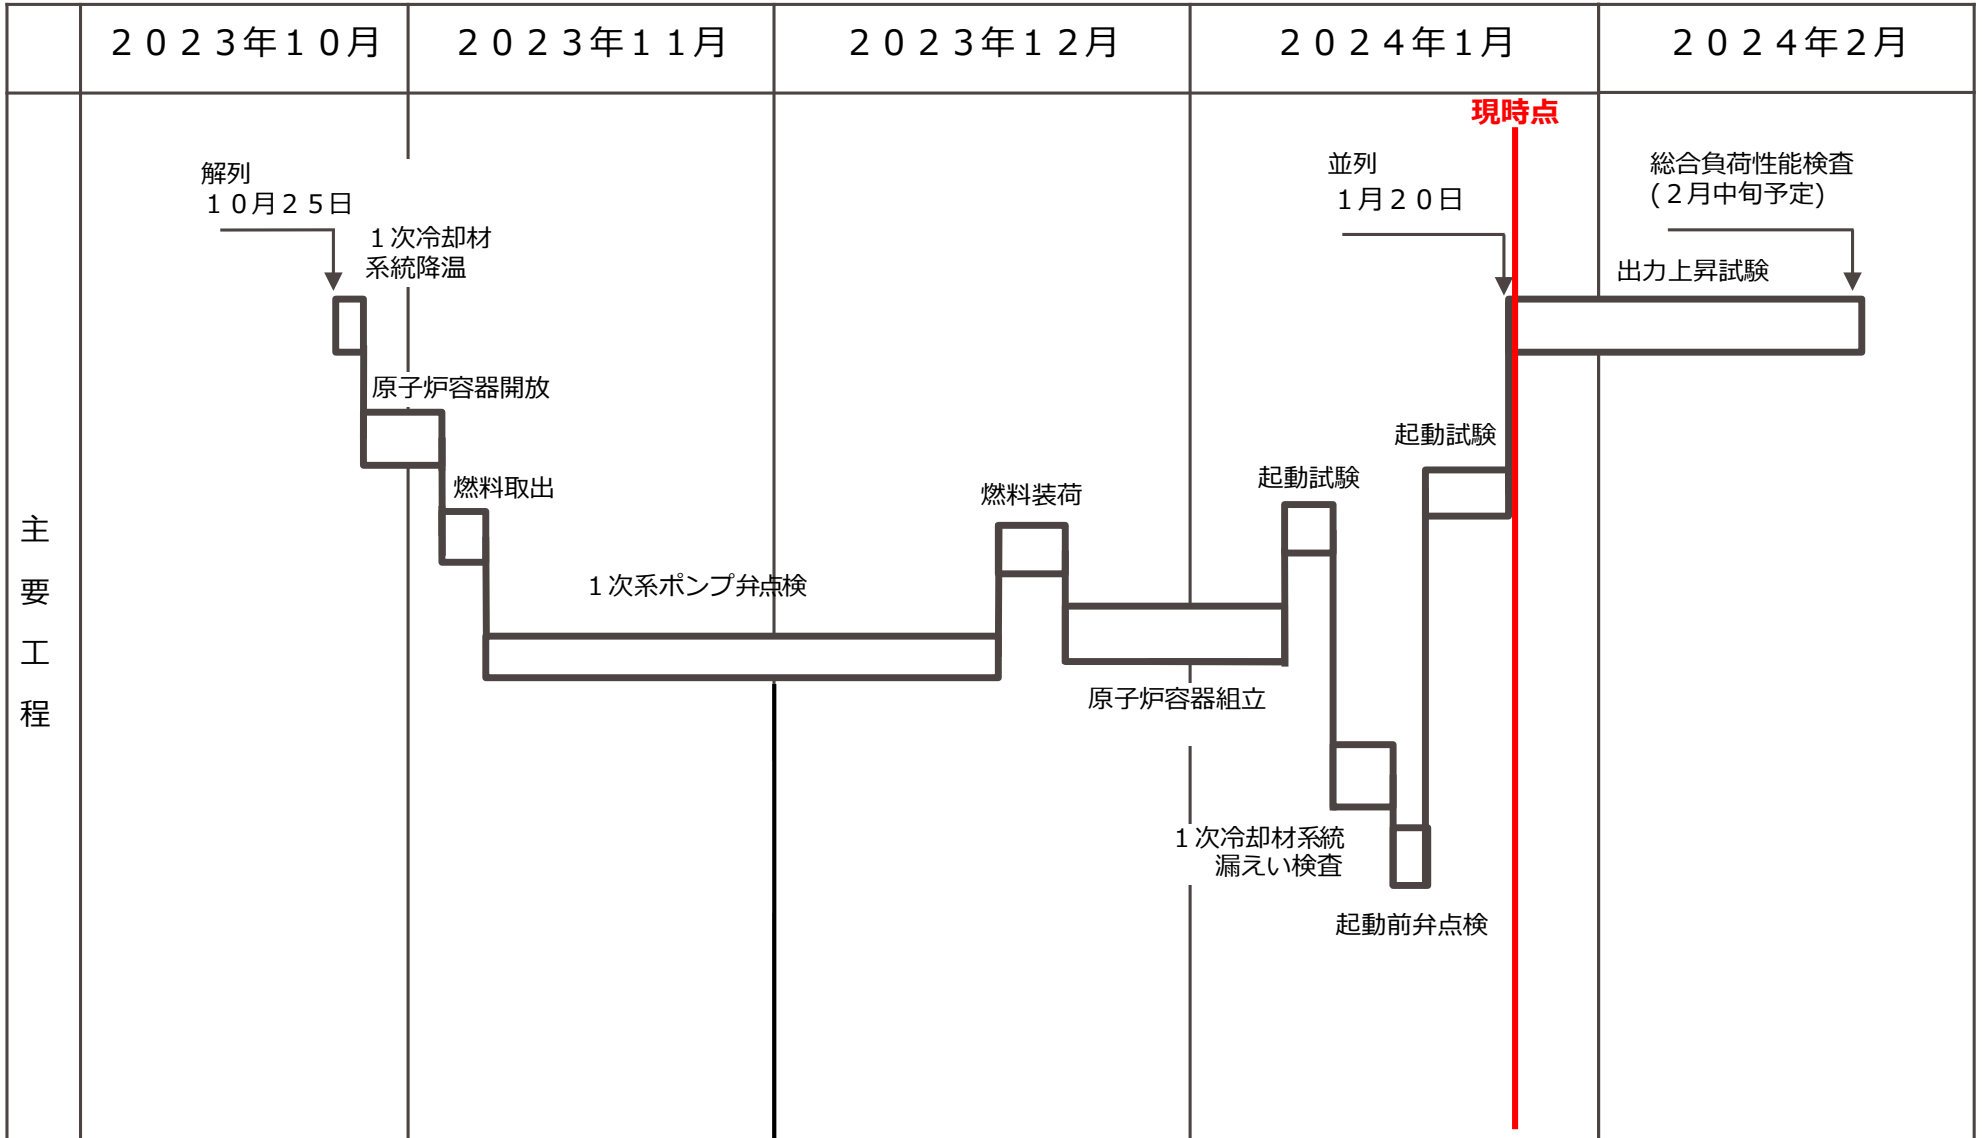 ２０２３年１０月
２０２３年１１月
２０２３年１２月
２０２４年１月
２０２４年２月
現時点
解列
１０月２５日
並列
１月２０日
総合負荷性能検査
(２月中旬予定)
１次冷却材
系統降温
出力上昇試験
原子炉容器開放
起動試験
燃料取出
燃料装荷
起動試験
主要工程
１次系ポンプ弁点検
原子炉容器組立
１次冷却材系統
漏えい検査
起動前弁点検